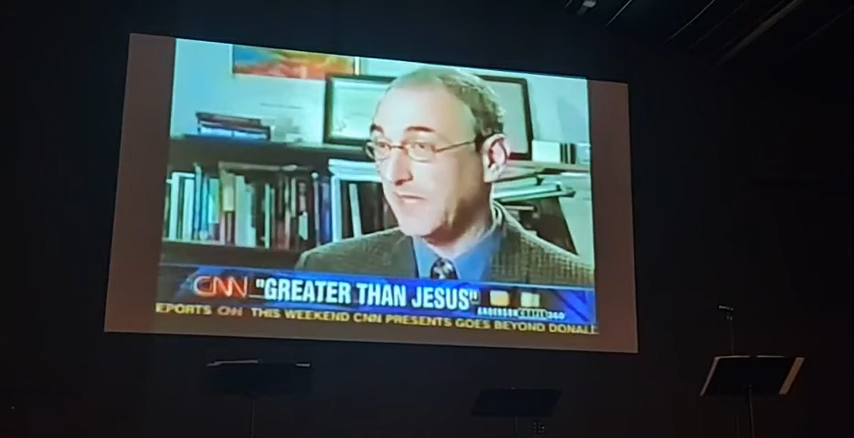 CNN "GREATER THAN JESUS"
ANDERSON COOPER 360
EPORTS CNN THIS WEEKEND CNN PRESENTS GOES BEYOND DONALD